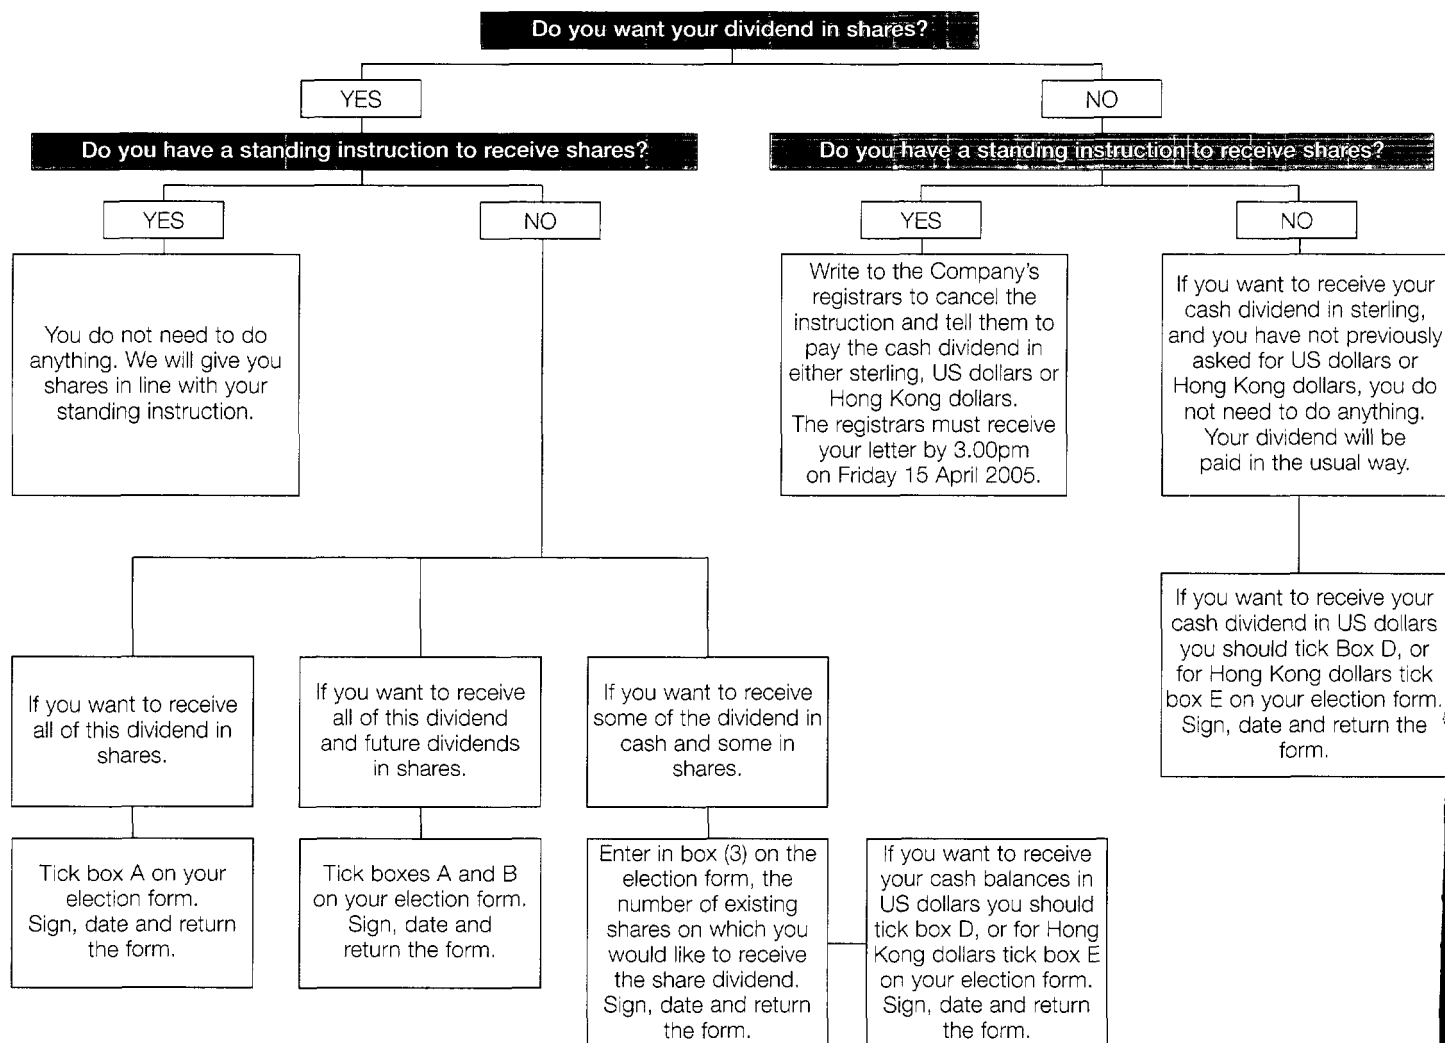 Do you want your dividend in shares?
YES
NO
Do you have a standing instruction to receive shares?
Do you have a standing instruction to receive shares?
YES
NO
YES
NO
You do not need to do
anything. We will give you
shares in line with your
standing instruction.
Write to the Company's
registrars to cancel the
instruction and tell them to
pay the cash dividend in
either sterling, US dollars or
Hong Kong dollars.
The registrars must receive
your letter by 3.00pm
on Friday 15 April 2005.
If you want to receive your
cash dividend in sterling,
and you have not previously
asked for US dollars or
Hong Kong dollars, you do
not need to do anything.
Your dividend will be
paid in the usual way.
If you want to receive your
cash dividend in US dollars
you should tick Box D, or
for Hong Kong dollars tick
box E on your election form.
Sign, date and return the
form.
If you want to receive
all of this dividend in
shares.
If you want to receive
all of this dividend
and future dividends
in shares.
If you want to receive
some of the dividend in
cash and some in
shares.
Tick box A on your
election form.
Sign, date and return
the form.
Tick boxes A and B
on your election form.
Sign, date and
return the form.
Enter in box (3) on the
election form, the
number of existing
shares on which you
would like to receive
the share dividend.
Sign, date and return
the form.
If you want to receive
your cash balances in
US dollars you should
tick box D, or for Hong
Kong dollars tick box E
on your election form.
Sign, date and return
the form.